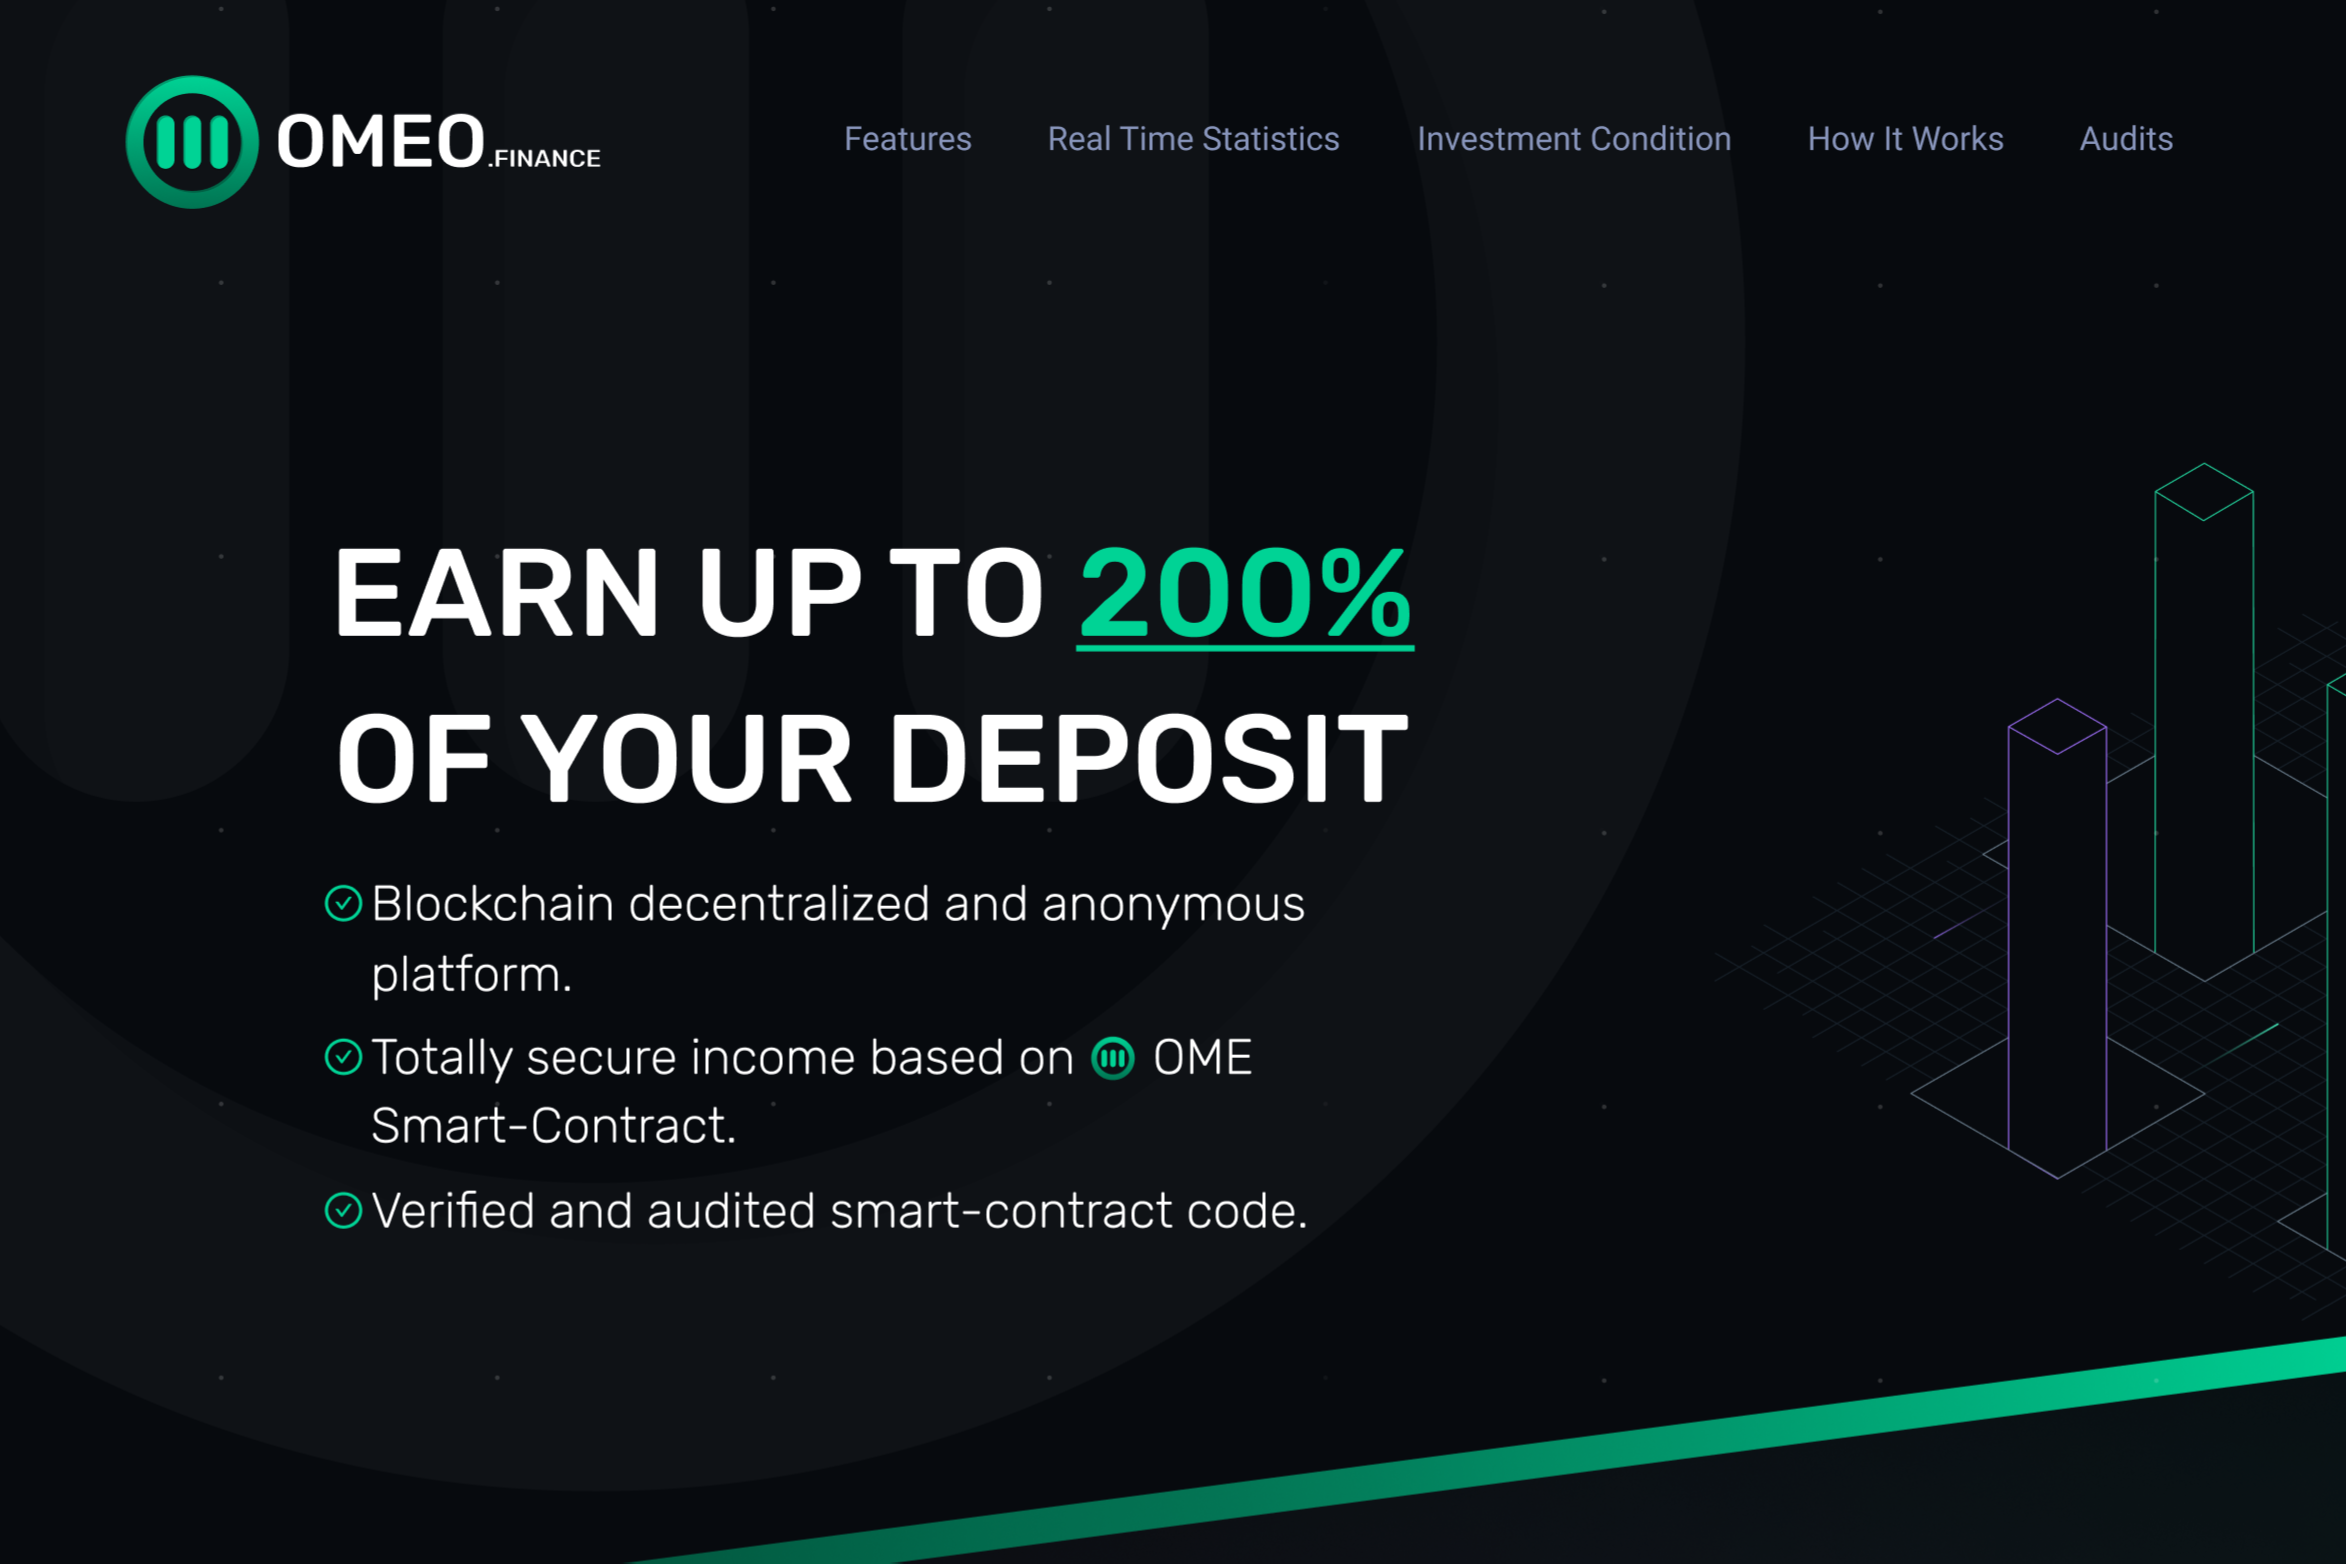 OMEO.FINANCE
Features Real Time Statistics Investment Condition How It Works Audits
EARN UP TO 200%
OF YOUR DEPOSIT
Blockchain decentralized and anonymous
platform.
Totally secure income based on OME
Smart-Contract.
Verified and audited smart-contract code.